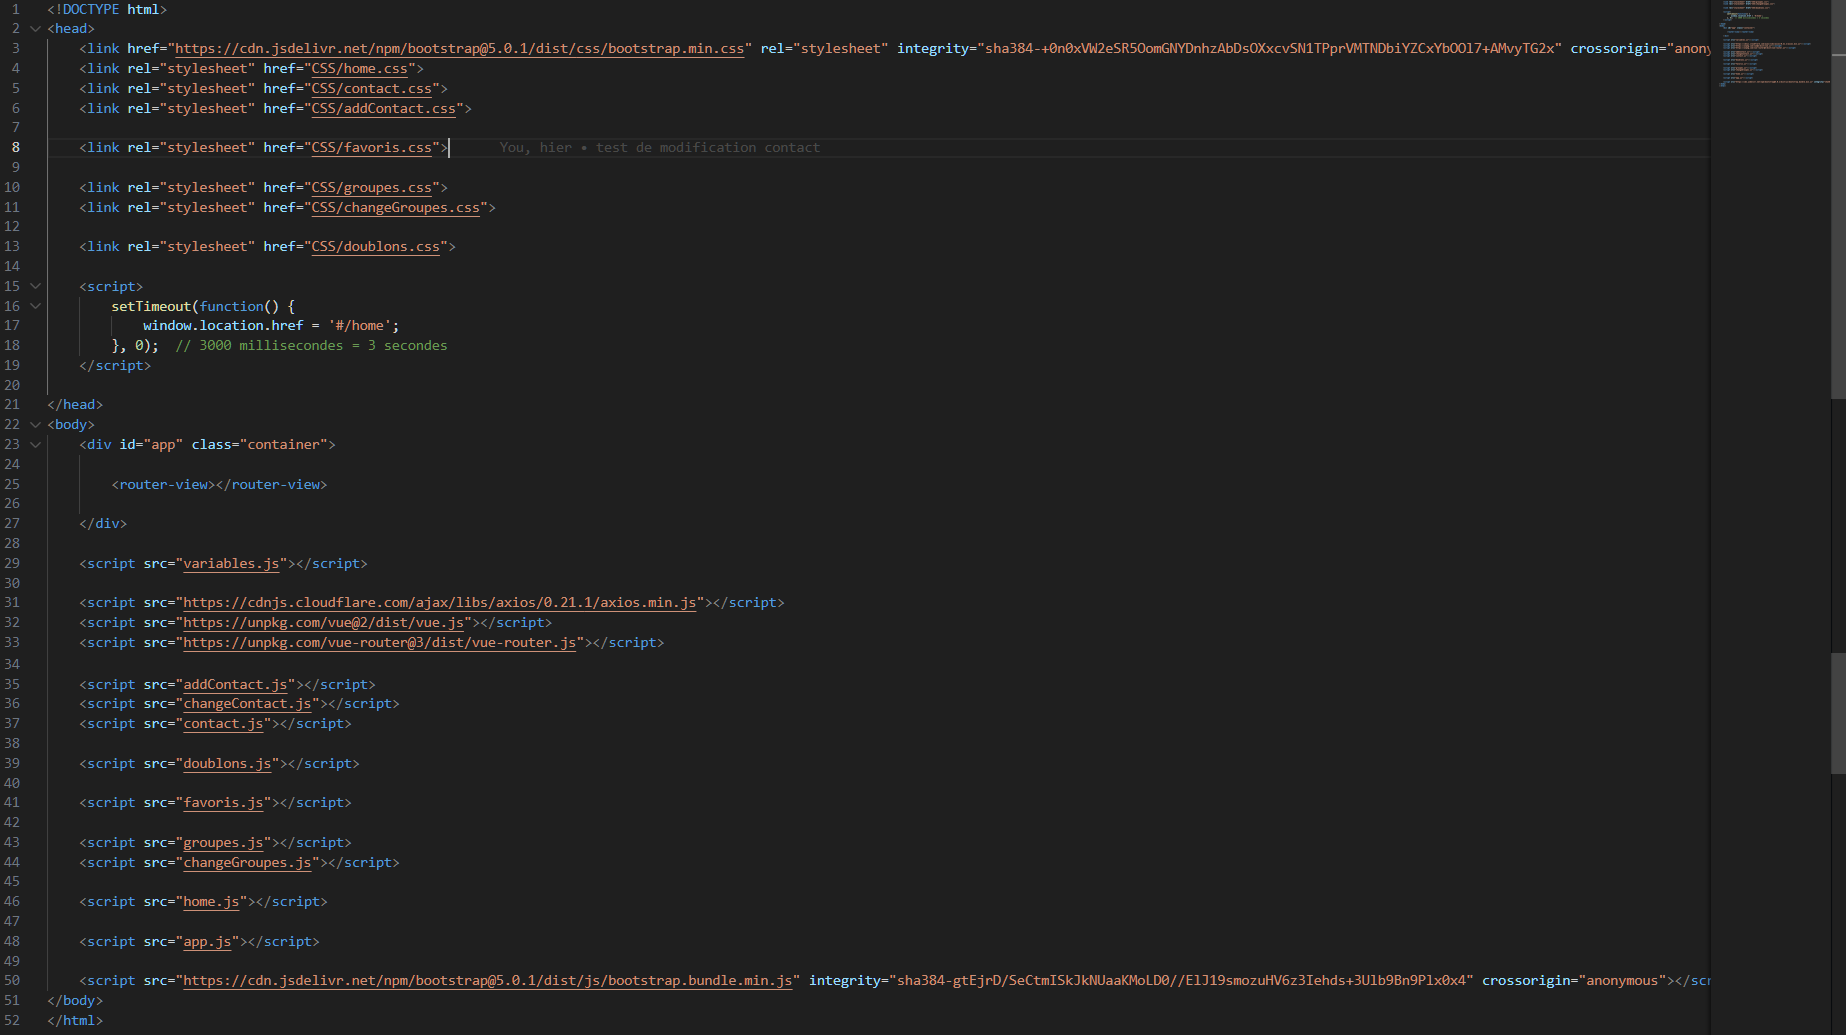 1 <!DOCTYPE html>
2 <head>
3 <link href="https://cdn.jsdelivr.net/npm/bootstrap@5.0.1/dist/css/bootstrap.min.css" rel="stylesheet" integrity="sha384-+0n0xVW2eSR5OomGNYDnhzAbDsOXxcvSN1TPprVMTNDbiYZCxYbOOl7+AMvyTG2x" crossorigin="anony
4 <link rel="stylesheet" href="CSS/home.css">
5 <link rel="stylesheet" href="CSS/contact.css">
6 <link rel="stylesheet" href="CSS/addContact.css">
7
8 <link rel="stylesheet" href="CSS/favoris.css"> You, hier • test de modification contact
9
10 <link rel="stylesheet" href="CSS/groupes.css">
11 <link rel="stylesheet" href="CSS/changeGroupes.css">
12
13 <link rel="stylesheet" href="CSS/doublons.css">
14
15 <script>
16 setTimeout(function() {
17 window.location.href = '#/home';
18 }, 0); // 3000 millisecondes = 3 secondes
19 </script>
20
21 </head>
22 <body>
23 <div id="app" class="container">
24
25 <router-view></router-view>
26
27 </div>
28
29 <script src="variables.js"></script>
30
31 <script src="https://cdnjs.cloudflare.com/ajax/libs/axios/0.21.1/axios.min.js"></script>
32 <script src="https://unpkg.com/vue@2/dist/vue.js"></script>
33 <script src="https://unpkg.com/vue-router@3/dist/vue-router.js"></script>
34
35 <script src="addContact.js"></script>
36 <script src="changeContact.js"></script>
37 <script src="contact.js"></script>
38
39 <script src="doublons.js"></script>
40
41 <script src="favoris.js"></script>
42
43 <script src="groupes.js"></script>
44 <script src="changeGroupes.js"></script>
45
46 <script src="home.js"></script>
47
48 <script src="app.js"></script>
49
50 <script src="https://cdn.jsdelivr.net/npm/bootstrap@5.0.1/dist/js/bootstrap.bundle.min.js" integrity="sha384-gtEjrD/SeCtmISkJkNUaaKMoLD0//ElJ19smozuHV6z3Iehds+3Ulb9Bn9Plx0x4" crossorigin="anonymous"></scr
51 </body>
52 </html>